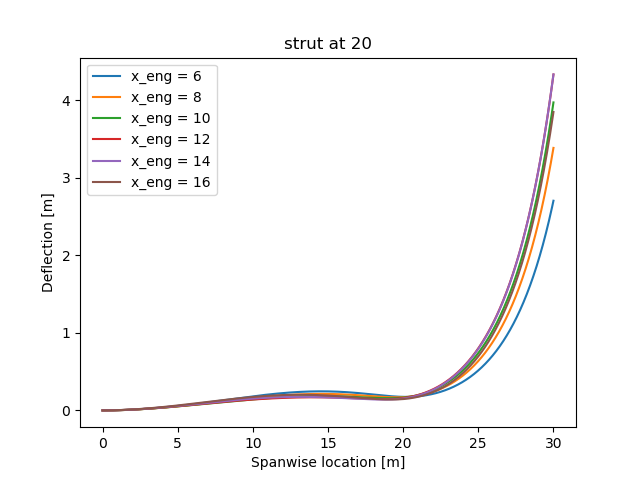 strut at 20
x_eng = 6
x_eng = 8
x_eng = 10
x_eng = 12
x_eng = 14
x_eng = 16
Deflection [m]
4
3
2
1
0
0 5 10 15 20 25 30
Spanwise location [m]